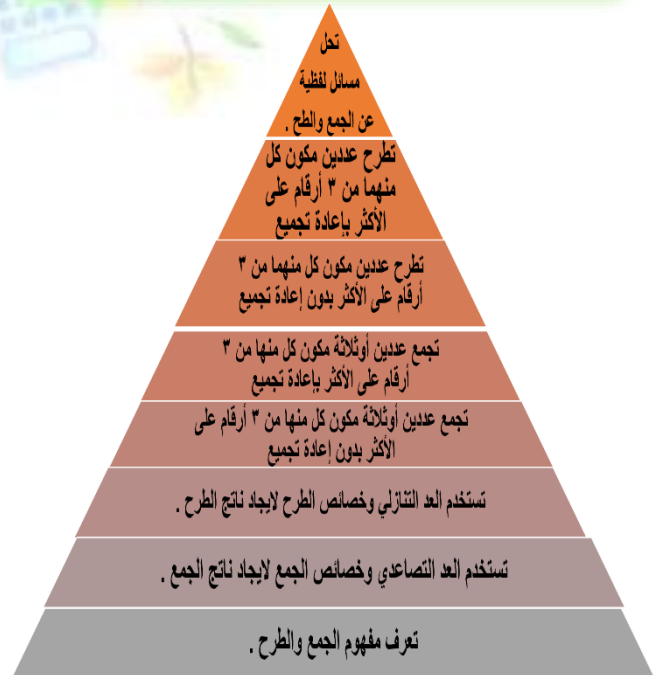 تحل
مسائل لفظية
عن الجمع والطح .
تطرح عددين مكون كل
منهما من ٣ أرقام على
الأكثر بإعادة تجميع
تطرح عددين مكون كل منهما من ٣
أرقام على الأكثر بدون إعادة تجميع
تجمع عددين أوثلاثة مكون كل منها من ٣
أرقام على الأكثر بإعادة تجميع
تجمع عددين أوثلاثة مكون كل منها من ٣ أرقام على
الأكثر بدون إعادة تجميع
تستخدم العد التنازلي وخصائص الطرح لايجاد ناتج الطرح .
تستخدم العد التصاعدي وخصائص الجمع لايجاد ناتج الجمع .
تعرف مفهوم الجمع والطرح .